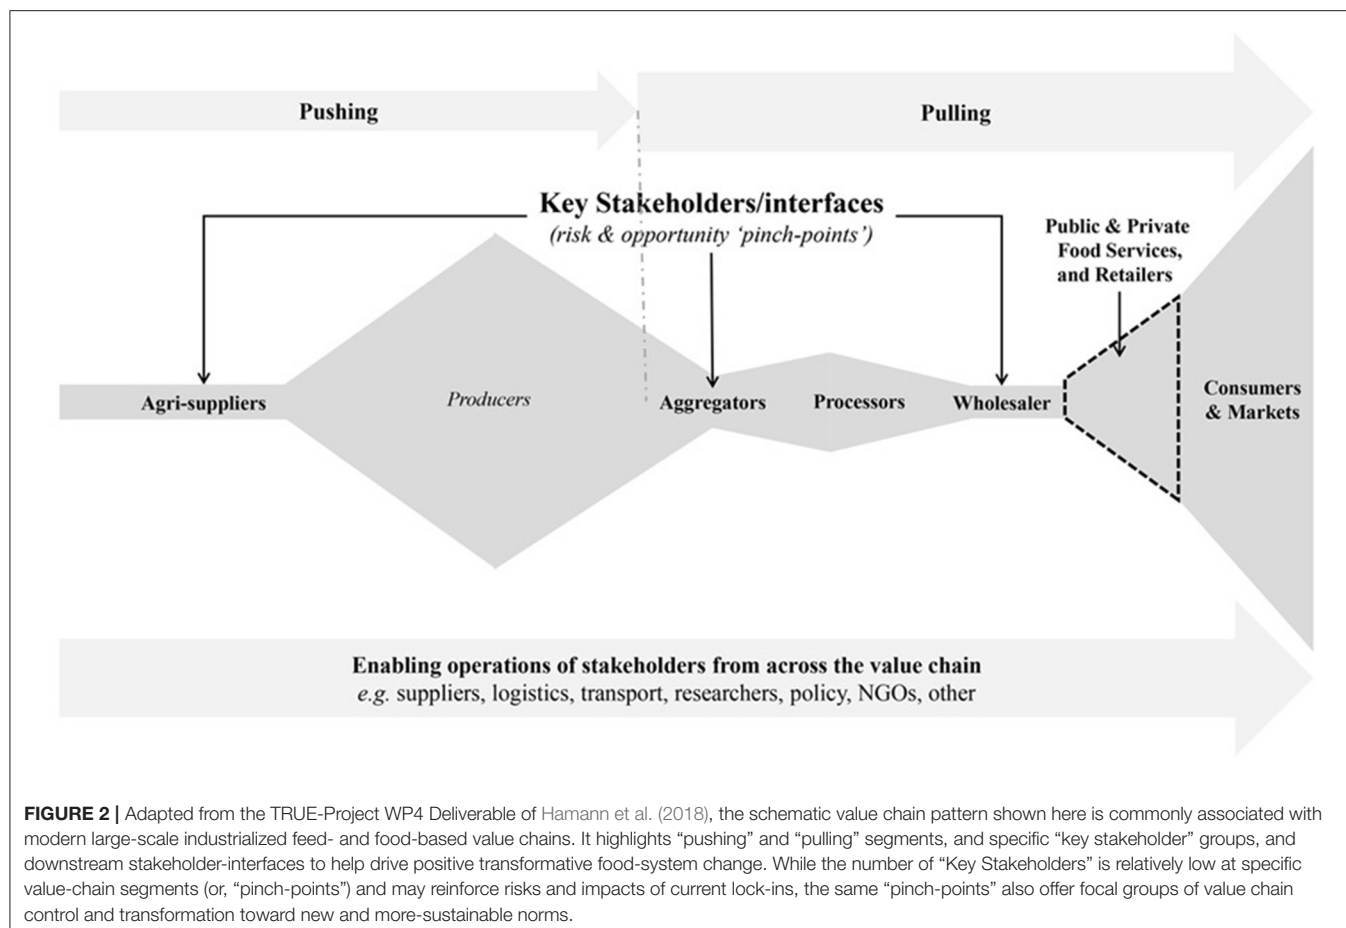 Pushing
Pulling
Key Stakeholders/interfaces
(risk & opportunity ‘pinch-points’)
Public & Private
Food Services,
and Retailers
Agri-suppliers
Producers
Aggregators
Processors
Wholesaler
Consumers
& Markets
Enabling operations of stakeholders from across the value chain
e.g. suppliers, logistics, transport, researchers, policy, NGOs, other
FIGURE 2 | Adapted from the TRUE-Project WP4 Deliverable of Hamann et al. (2018), the schematic value chain pattern shown here is commonly associated with
modern large-scale industrialized feed- and food-based value chains. It highlights “pushing” and “pulling” segments, and specific “key stakeholder” groups, and
downstream stakeholder-interfaces to help drive positive transformative food-system change. While the number of “Key Stakeholders” is relatively low at specific
value-chain segments (or, “pinch-points”) and may reinforce risks and impacts of current lock-ins, the same “pinch-points” also offer focal groups of value chain
control and transformation toward new and more-sustainable norms.